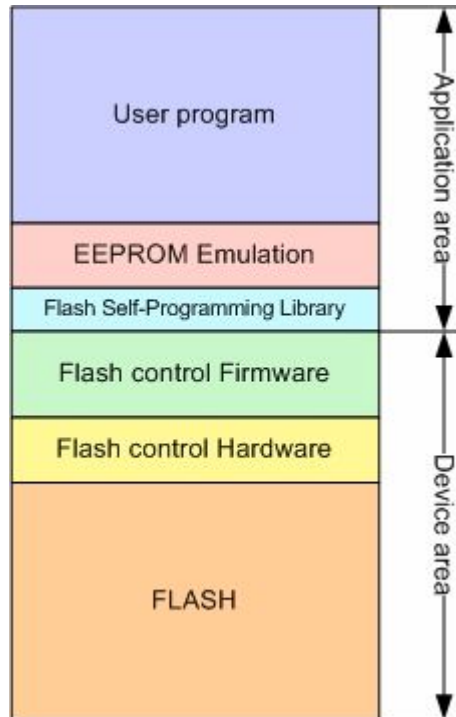 User program
EEPROM Emulation
Flash Self-Programming Library
Flash control Firmware
Flash control Hardware
FLASH
Application area
Device area